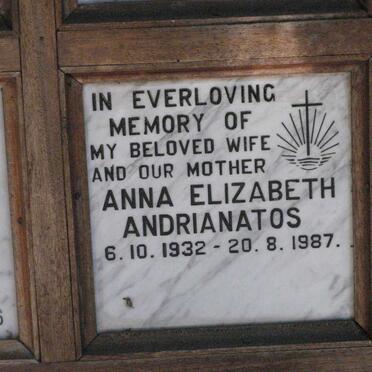 IN EVERLOVING
MEMORY OF
MY BELOVED WIFE
AND OUR MOTHER
ANNA ELIZABETH
ANDRIANATOS
6.10.1932 - 20.8.1987.